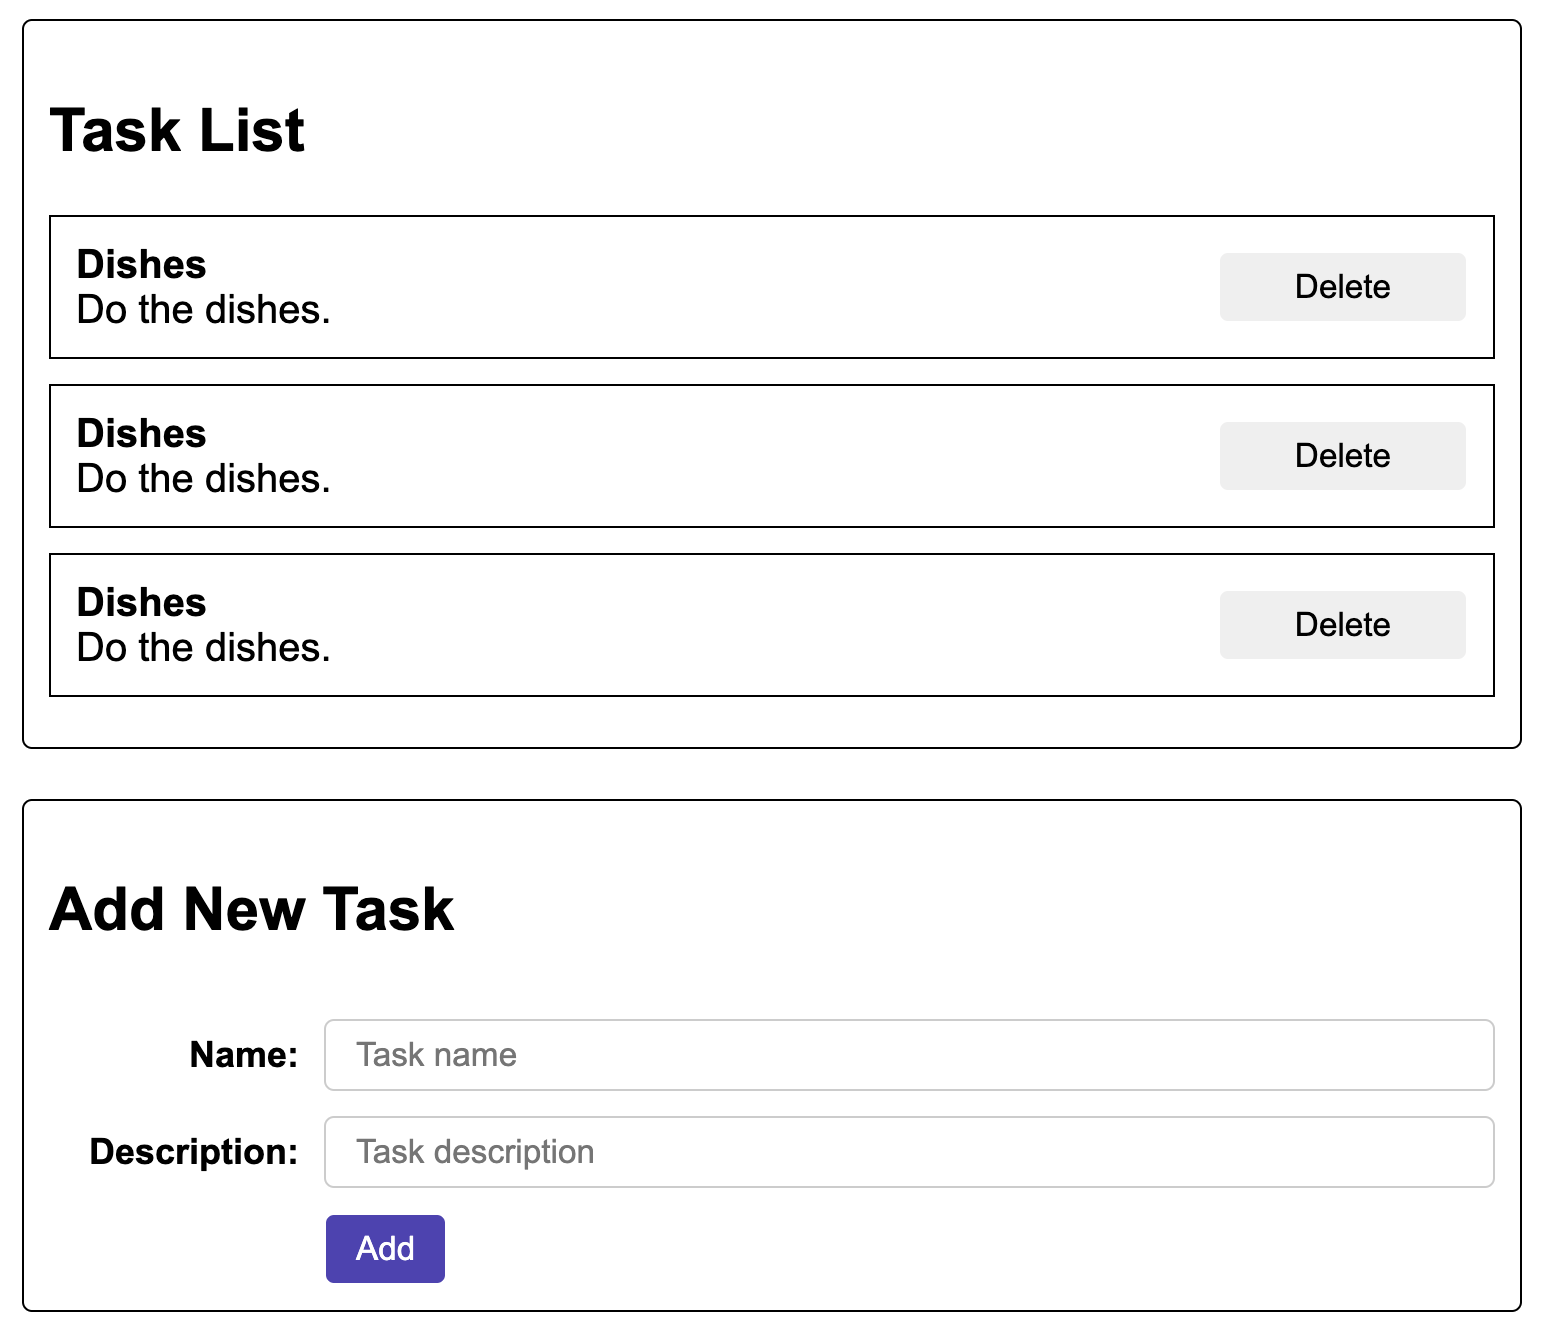 Task List
Dishes
Do the dishes.
Delete
Dishes
Do the dishes.
Delete
Dishes
Do the dishes.
Delete
Add New Task
Name: Task name
Description: Task description
Add